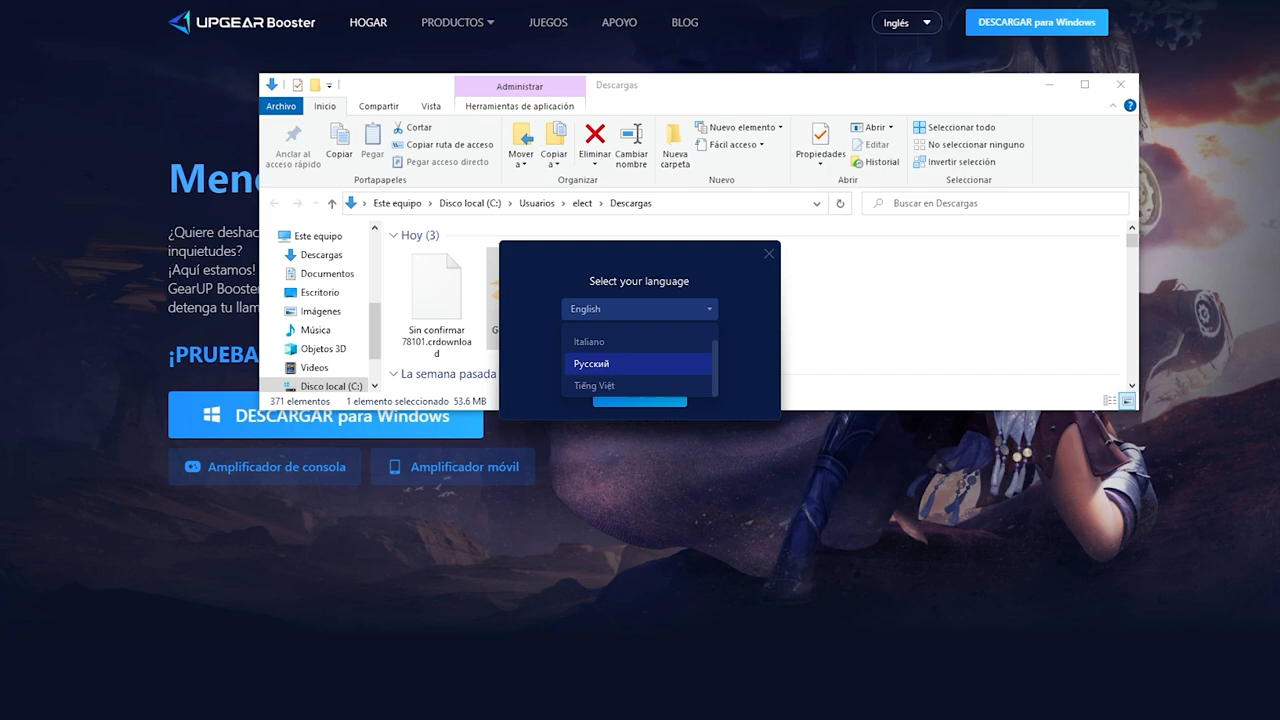 UPGEAR Booster
HOGAR
PRODUCTOS
JUEGOS
APOYO
BLOG
Inglés
DESCARGAR para Windows
Administrar
Descargas
Archivo
Inicio
Compartir
Vista
Herramientas de aplicación
Anclar al
acceso rápido
Copiar
Pegar
Cortar
Copiar ruta de acceso
Pegar acceso directo
Portapapeles
Mover
a
Copiar
a
Eliminar
Cambiar
nombre
Organizar
Nueva
carpeta
Nuevo elemento
Fácil acceso
Nuevo
Propiedades
Abrir
Editar
Historial
Abrir
Seleccionar todo
No seleccionar ninguno
Invertir selección
Seleccionar
Este equipo
Disco local (C:)
Usuarios
elect
Descargas
Buscar en Descargas
Este equipo
Descargas
Documentos
Escritorio
Imágenes
Música
Objetos 3D
Videos
Disco local (C:)
Hoy (3)
Sin confirmar
78101.crdownloa
d
G
La semana pasada
371 elementos
1 elemento seleccionado 53.6 MB
Select your language
English
Italiano
Русский
Tiếng Việt
Men
¿Quiere deshac
inquietudes?
¡Aquí estamos!
GearUP Booste
detenga tu llam
¡PRUEBA
DESCARGAR para Windows
Amplificador de consola
Amplificador móvil